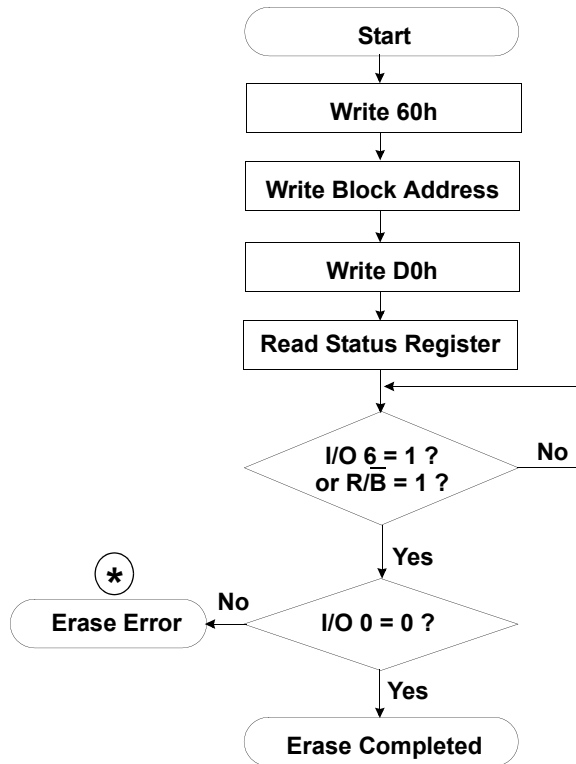 Start
Write 60h
Write Block Address
Write D0h
Read Status Register
I/O 6 = 1 ?
or R/B̅ = 1 ?
No
Yes
*
No
Erase Error
I/O 0 = 0 ?
Yes
Erase Completed